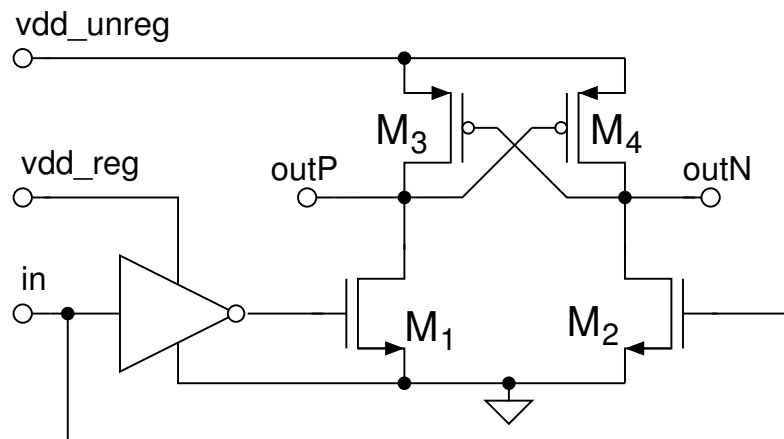 vdd_unreg
M3 M4
vdd_reg outP outN
in
M1 M2